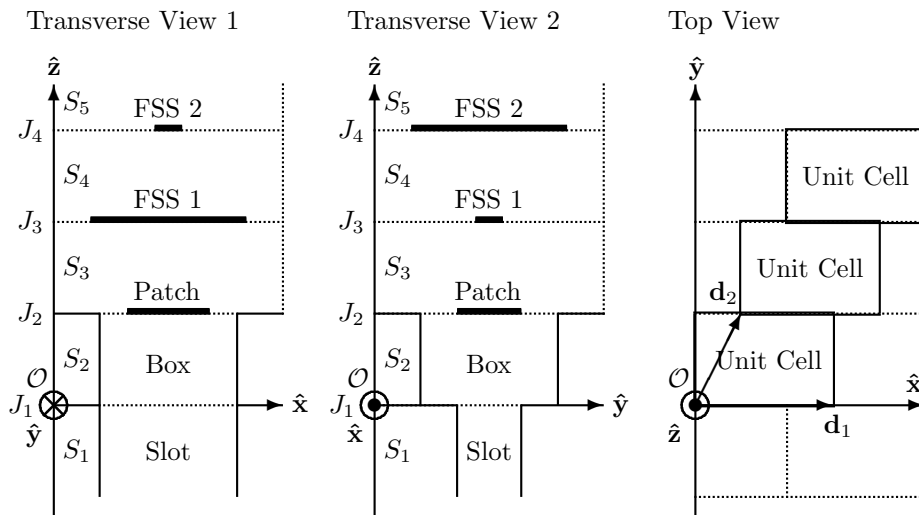 Transverse View 1
ẑ
S₅
FSS 2
J₄
S₄
FSS 1
J₃
S₃
Patch
J₂
S₂
Box
𝒪
J₁
x̂
ŷ
S₁
Slot
Transverse View 2
ẑ
S₅
FSS 2
J₄
S₄
FSS 1
J₃
S₃
Patch
J₂
S₂
Box
𝒪
J₁
ŷ
x̂
S₁
Slot
Top View
ŷ
Unit Cell
Unit Cell
d₂
Unit Cell
𝒪
x̂
ẑ
d₁